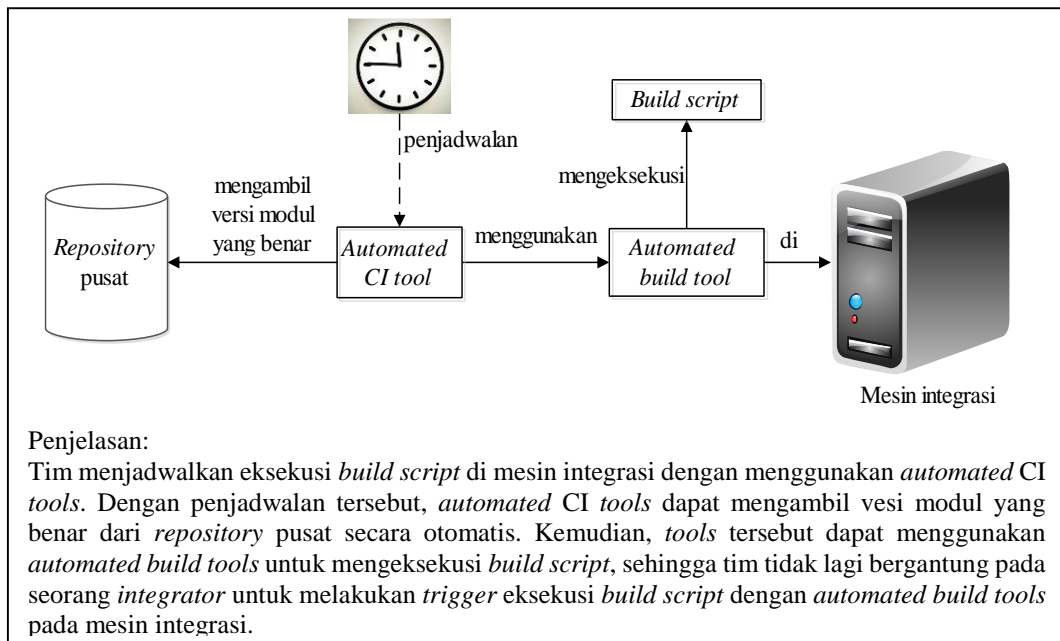 Build script
penjadwalan
mengeksekusi
mengambil
versi modul
yang benar
Repository
pusat
Automated
CI tool
menggunakan
Automated
build tool
di
Mesin integrasi
Penjelasan:
Tim menjadwalkan eksekusi build script di mesin integrasi dengan menggunakan automated CI
tools. Dengan penjadwalan tersebut, automated CI tools dapat mengambil vesi modul yang
benar dari repository pusat secara otomatis. Kemudian, tools tersebut dapat menggunakan
automated build tools untuk mengeksekusi build script, sehingga tim tidak lagi bergantung pada
seorang integrator untuk melakukan trigger eksekusi build script dengan automated build tools
pada mesin integrasi.